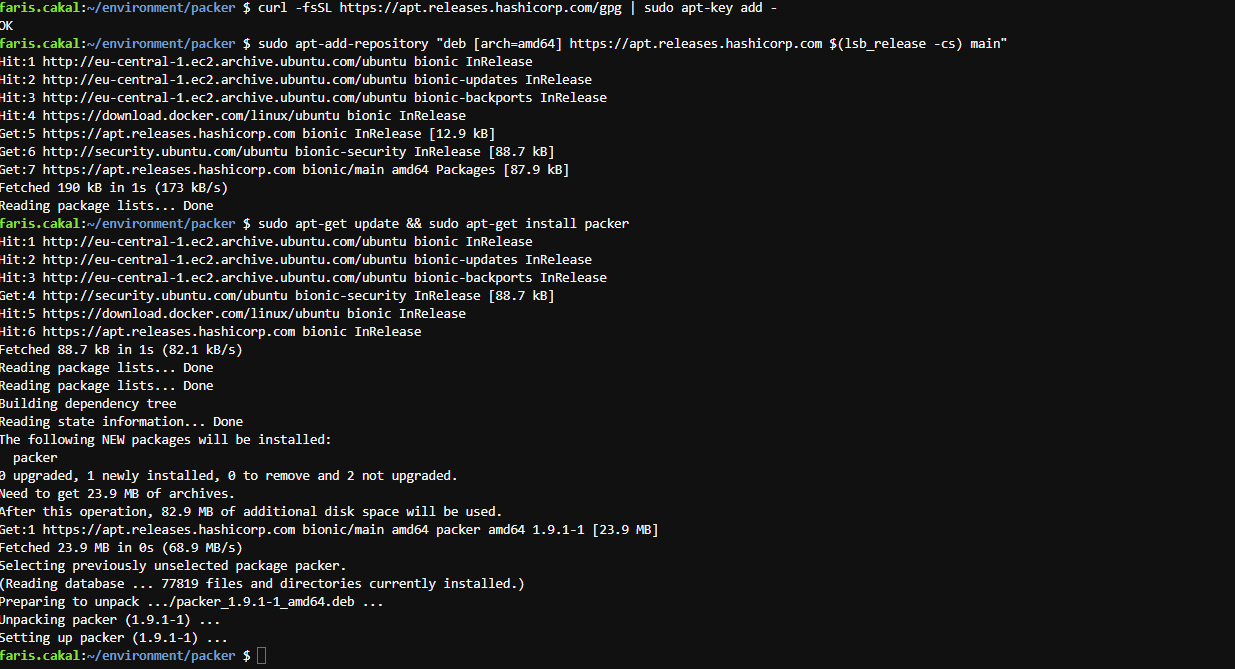 faris.cakal:~/environment/packer $ curl -fsSL https://apt.releases.hashicorp.com/gpg | sudo apt-key add -
OK
faris.cakal:~/environment/packer $ sudo apt-add-repository "deb [arch=amd64] https://apt.releases.hashicorp.com $(lsb_release -cs) main"
Hit:1 http://eu-central-1.ec2.archive.ubuntu.com/ubuntu bionic InRelease
Hit:2 http://eu-central-1.ec2.archive.ubuntu.com/ubuntu bionic-updates InRelease
Hit:3 http://eu-central-1.ec2.archive.ubuntu.com/ubuntu bionic-backports InRelease
Hit:4 https://download.docker.com/linux/ubuntu bionic InRelease
Get:5 https://apt.releases.hashicorp.com bionic InRelease [12.9 kB]
Get:6 http://security.ubuntu.com/ubuntu bionic-security InRelease [88.7 kB]
Get:7 https://apt.releases.hashicorp.com bionic/main amd64 Packages [87.9 kB]
Fetched 190 kB in 1s (173 kB/s)
Reading package lists... Done
faris.cakal:~/environment/packer $ sudo apt-get update && sudo apt-get install packer
Hit:1 http://eu-central-1.ec2.archive.ubuntu.com/ubuntu bionic InRelease
Hit:2 http://eu-central-1.ec2.archive.ubuntu.com/ubuntu bionic-updates InRelease
Hit:3 http://eu-central-1.ec2.archive.ubuntu.com/ubuntu bionic-backports InRelease
Get:4 http://security.ubuntu.com/ubuntu bionic-security InRelease [88.7 kB]
Hit:5 https://download.docker.com/linux/ubuntu bionic InRelease
Hit:6 https://apt.releases.hashicorp.com bionic InRelease
Fetched 88.7 kB in 1s (82.1 kB/s)
Reading package lists... Done
Reading package lists... Done
Building dependency tree
Reading state information... Done
The following NEW packages will be installed:
  packer
0 upgraded, 1 newly installed, 0 to remove and 2 not upgraded.
Need to get 23.9 MB of archives.
After this operation, 82.9 MB of additional disk space will be used.
Get:1 https://apt.releases.hashicorp.com bionic/main amd64 packer amd64 1.9.1-1 [23.9 MB]
Fetched 23.9 MB in 0s (68.9 MB/s)
Selecting previously unselected package packer.
(Reading database ... 77819 files and directories currently installed.)
Preparing to unpack .../packer_1.9.1-1_amd64.deb ...
Unpacking packer (1.9.1-1) ...
Setting up packer (1.9.1-1) ...
faris.cakal:~/environment/packer $